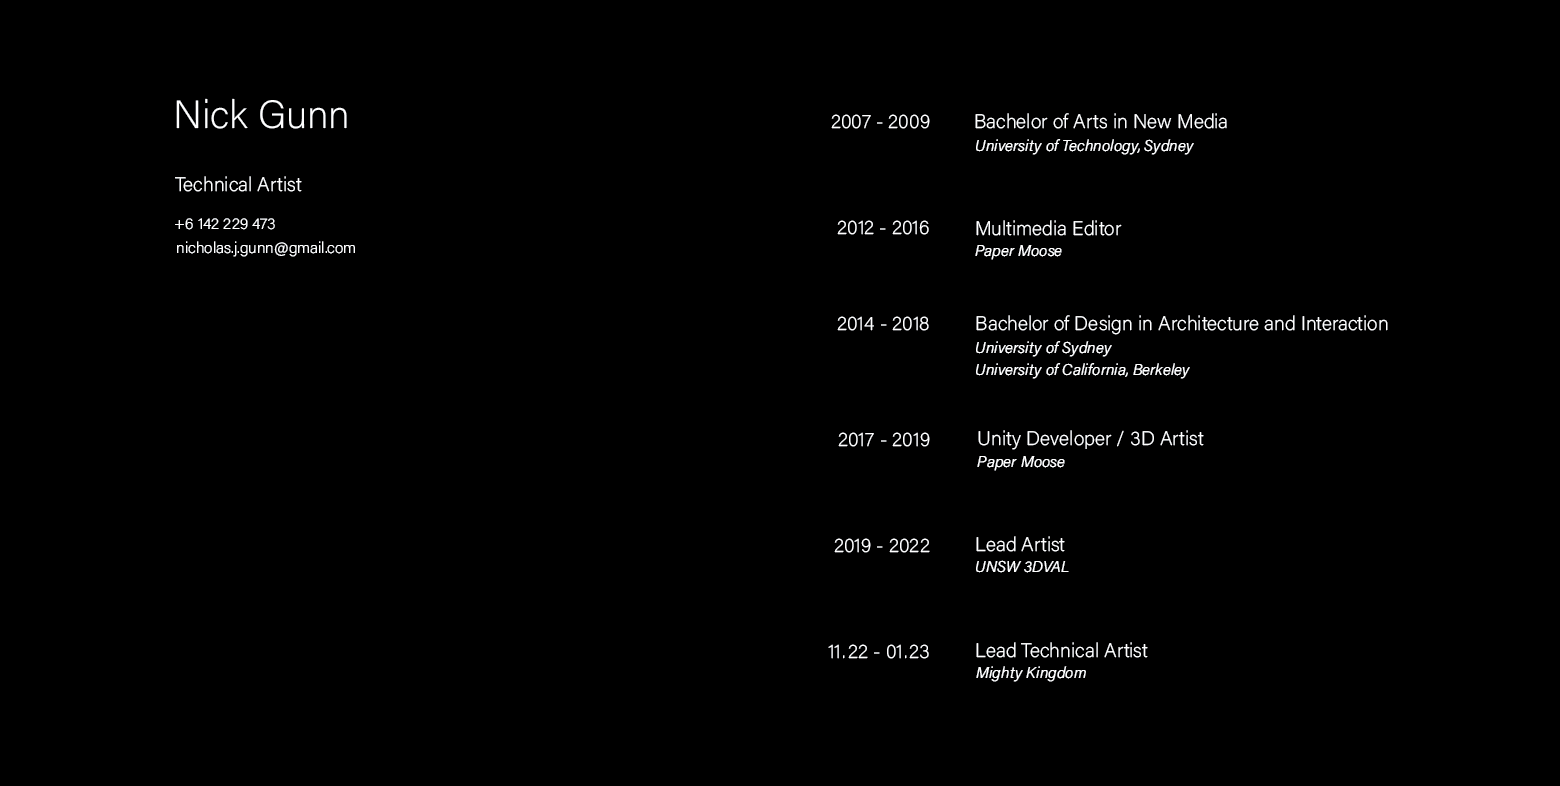 Nick Gunn
Technical Artist
+6 142 229 473
nicholas.j.gunn@gmail.com
2007 - 2009 Bachelor of Arts in New Media
University of Technology, Sydney
2012 - 2016 Multimedia Editor
Paper Moose
2014 - 2018 Bachelor of Design in Architecture and Interaction
University of Sydney
University of California, Berkeley
2017 - 2019 Unity Developer / 3D Artist
Paper Moose
2019 - 2022 Lead Artist
UNSW 3DVAL
11.22 - 01.23 Lead Technical Artist
Mighty Kingdom